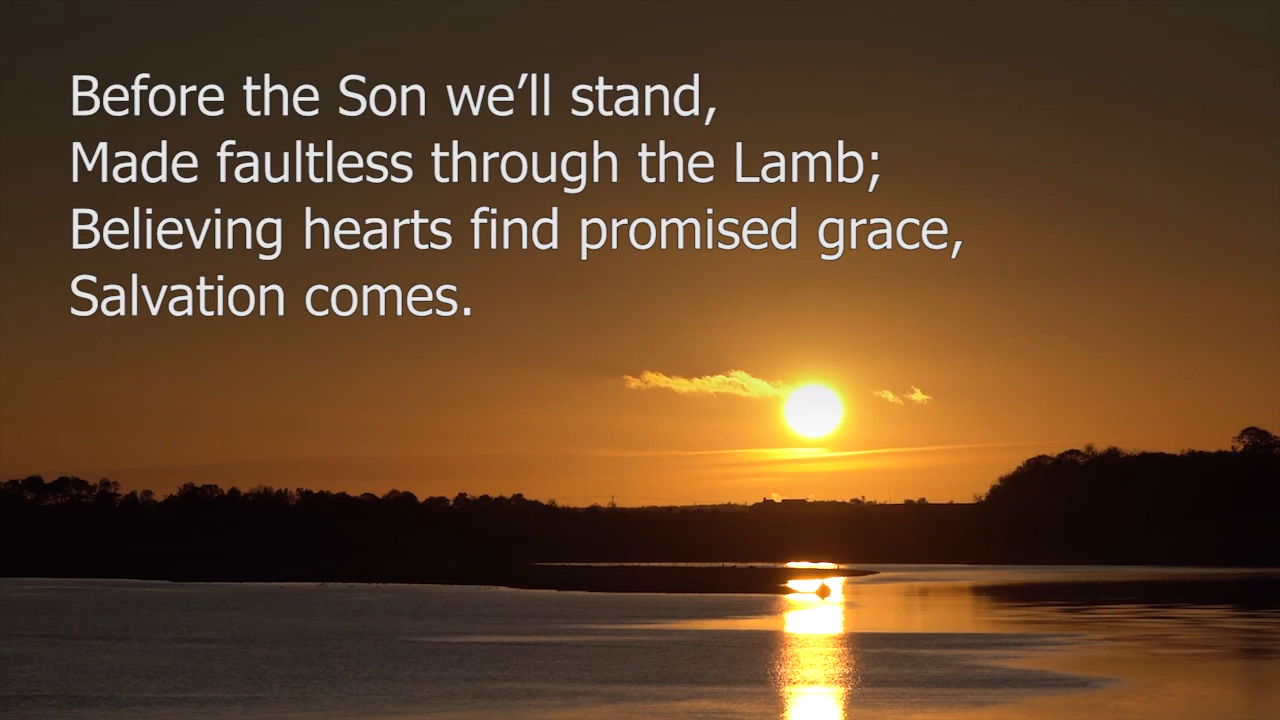 Before the Son we’ll stand,
Made faultless through the Lamb;
Believing hearts find promised grace,
Salvation comes.